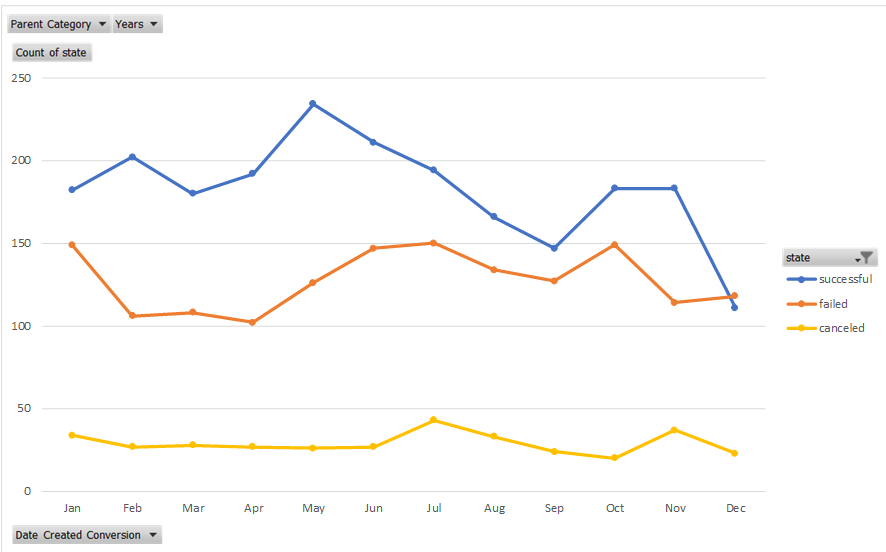 Parent Category Years
Count of state
250
200
150
100
50
0
Jan Feb Mar Apr May Jun Jul Aug Sep Oct Nov Dec
state
successful
failed
canceled
Date Created Conversion